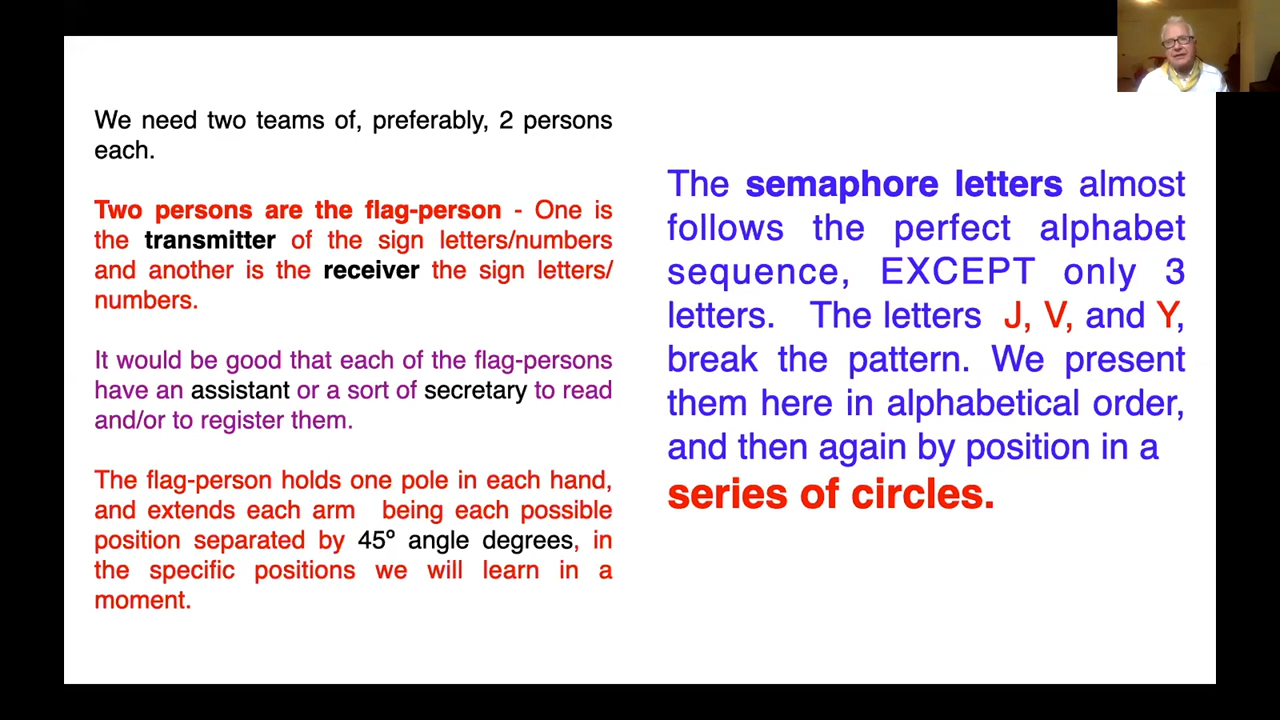 We need two teams of, preferably, 2 persons
each.
Two persons are the flag-person - One is
the transmitter of the sign letters/numbers
and another is the receiver the sign letters/
numbers.
It would be good that each of the flag-persons
have an assistant or a sort of secretary to read
and/or to register them.
The flag-person holds one pole in each hand,
and extends each arm being each possible
position separated by 45º angle degrees, in
the specific positions we will learn in a
moment.
The semaphore letters almost
follows the perfect alphabet
sequence, EXCEPT only 3
letters. The letters J, V, and Y,
break the pattern. We present
them here in alphabetical order,
and then again by position in a
series of circles.